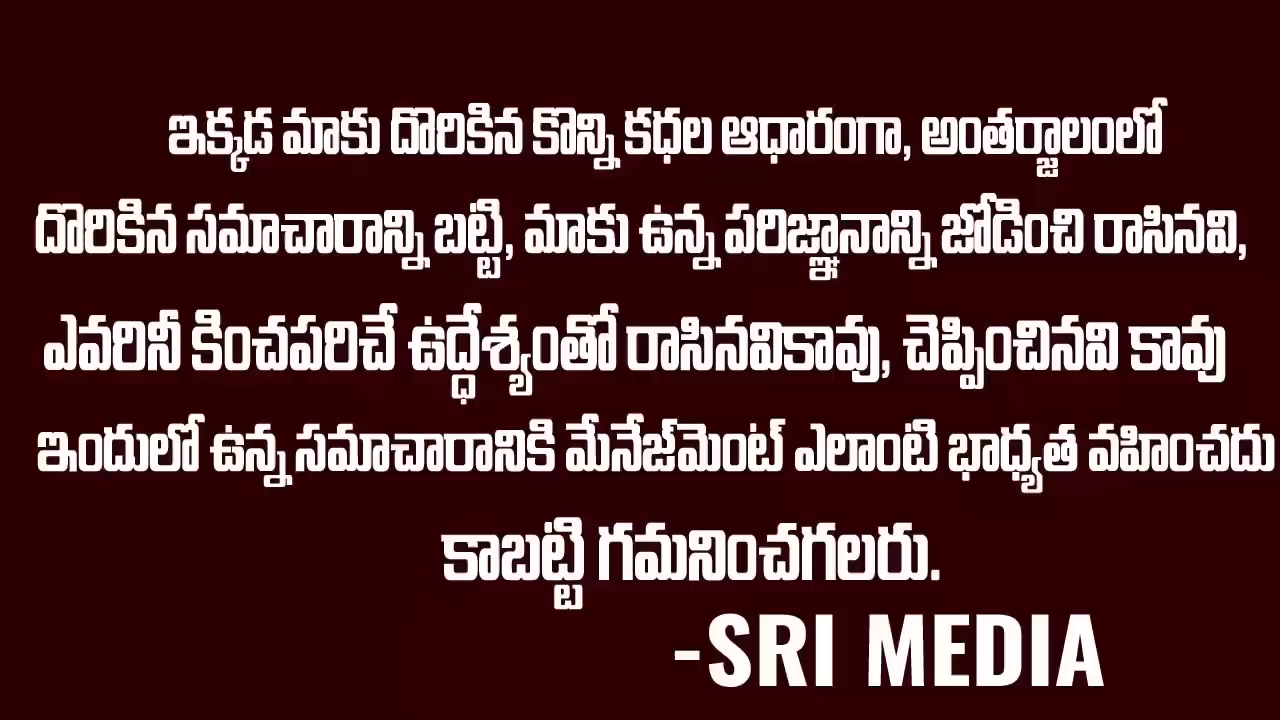 ఇక్కడ మాకు దొరికిన కొన్ని కధల ఆధారంగా, అంతర్జాలంలో
దొరికిన సమాచారాన్ని బట్టి, మాకు ఉన్న పరిజ్ఞానాన్ని జోడించి రాసినవి,
ఎవరినీ కించపరిచే ఉద్ధేశ్యంతో రాసినవికావు, చెప్పించినవి కావు
ఇందులో ఉన్న సమాచారానికి మేనేజ్‌మెంట్ ఎలాంటి భాధ్యత వహించదు
కాబట్టి గమనించగలరు.
-SRI MEDIA